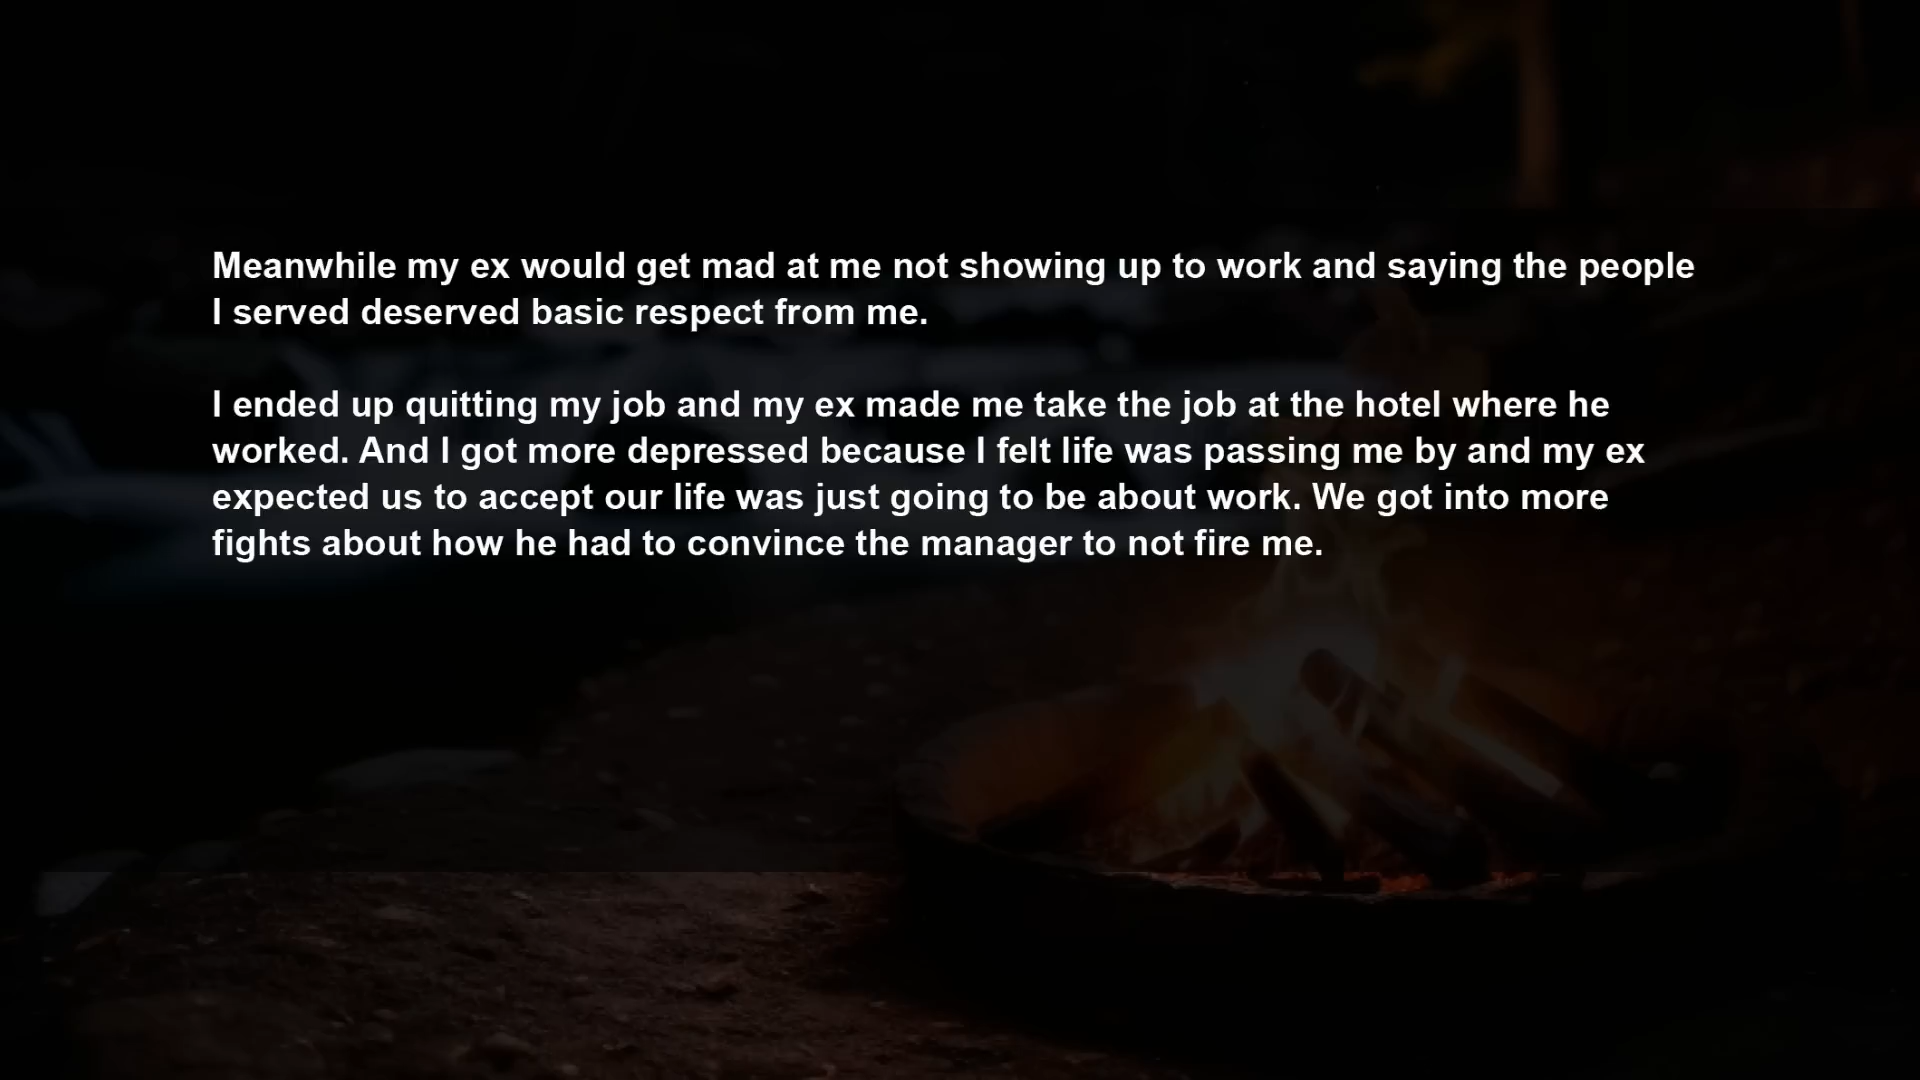 Meanwhile my ex would get mad at me not showing up to work and saying the people
I served deserved basic respect from me.
I ended up quitting my job and my ex made me take the job at the hotel where he
worked. And I got more depressed because I felt life was passing me by and my ex
expected us to accept our life was just going to be about work. We got into more
fights about how he had to convince the manager to not fire me.